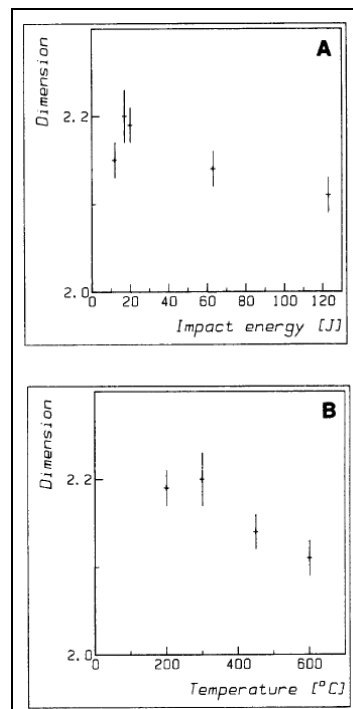 A
Dimension
2.2
2.0
0 20 40 60 80 100 120
Impact energy [J]
B
Dimension
2.2
2.0
0 200 400 600
Temperature [°C]